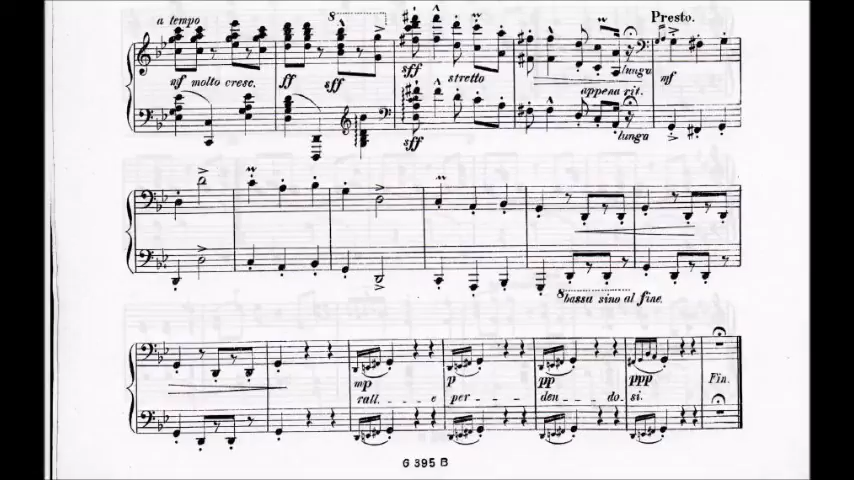 a tempo 8 Presto.
mf molto cresc. ff sff sff stretto appena rit. lunga mf
sff lunga
8 bassa sino al fine.
mp p pp ppp Fin.
rall. _ _ _ e per - - - den _ _ do _ si.
G 395 B